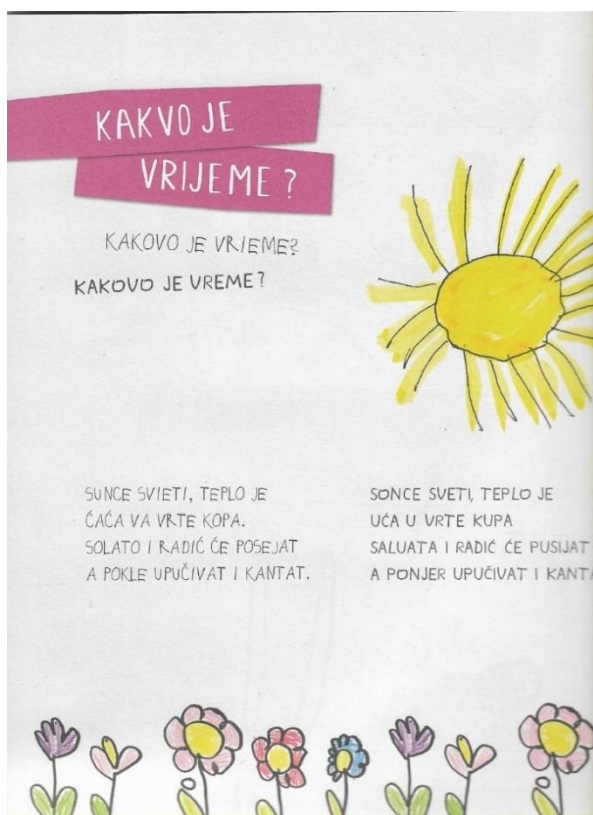 KAKVO JE
VRIJEME?
KAKOVO JE VRIEME?
KAKOVO JE VREME?
SUNCE SVIETI, TEPLO JE
ĆAĆA VA VRTE KOPA.
SOLATO I RADIĆ ĆE POSEJAT
A POKLE UPUČIVAT I KANTAT.
SONCE SVETI, TEPLO JE
UĆA U VRTE KUPA
SALUATA I RADIĆ ĆE PUSIJAT
A PONJER UPUČIVAT I KANTA